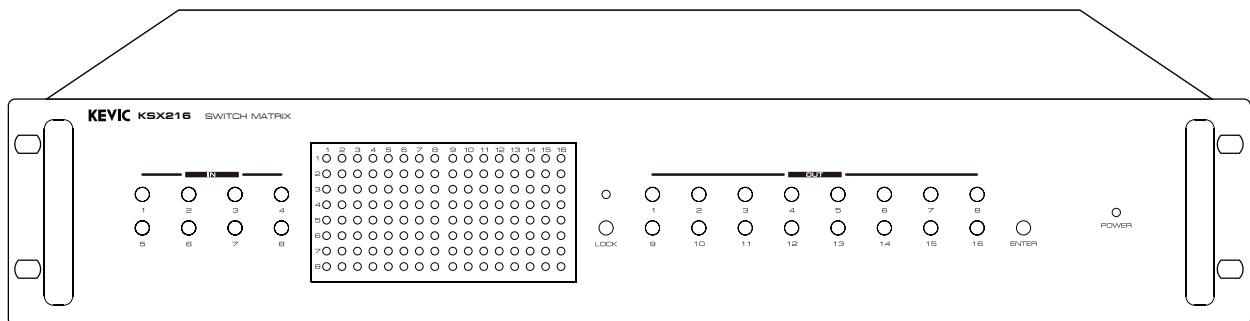 KEVIC KSX216 SWITCH MATRIX
1 2 3 4 5 6 7 8 9 10 11 12 13 14 15 16
1
2
3
4
5
6
7
8
IN
1 2 3 4
5 6 7 8
LOCK
OUT
1 2 3 4 5 6 7 8
9 10 11 12 13 14 15 16
ENTER
POWER